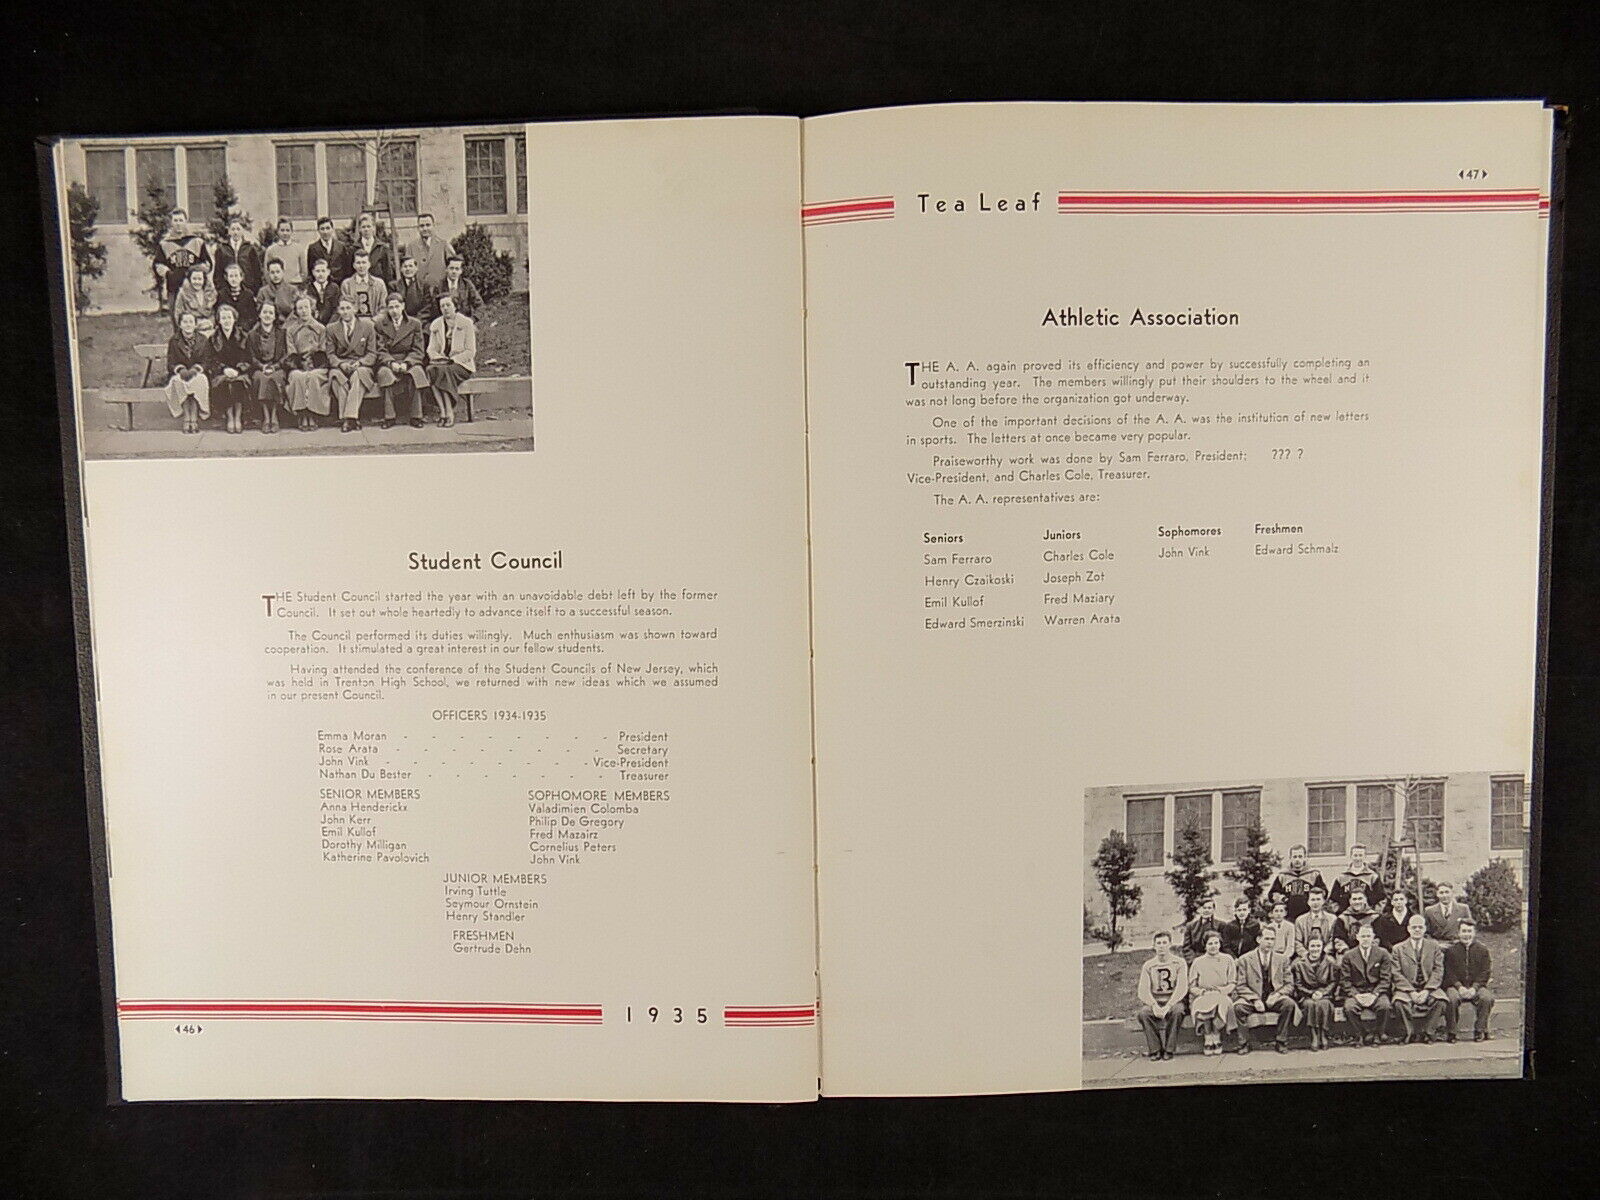 Student Council
THE Student Council started the year with an unavoidable debt left by the former
Council. It set out whole heartedly to advance itself to a successful season.
The Council performed its duties willingly. Much enthusiasm was shown toward
cooperation. It stimulated a great interest in our fellow students.
Having attended the conference of the Student Councils of New Jersey, which
was held in Trenton High School, we returned with new ideas which we assumed
in our present Council.
OFFICERS 1934-1935
Emma Moran - - - - - - - - President
Rose Arata - - - - - - - - Secretary
John Vink - - - - - - - - Vice-President
Nathan Du Bester - - - - - - - Treasurer
SENIOR MEMBERS
Anna Henderickx
John Kerr
Emil Kullof
Dorothy Milligan
Katherine Pavolovich
SOPHOMORE MEMBERS
Valadimien Colomba
Philip De Gregory
Fred Mazairz
Cornelius Peters
John Vink
JUNIOR MEMBERS
Irving Tuttle
Seymour Ornstein
Henry Standler
FRESHMEN
Gertrude Dehn
1935
46
47
Tea Leaf
Athletic Association
THE A. A. again proved its efficiency and power by successfully completing an
outstanding year. The members willingly put their shoulders to the wheel and it
was not long before the organization got underway.
One of the important decisions of the A. A. was the institution of new letters
in sports. The letters at once became very popular.
Praiseworthy work was done by Sam Ferraro, President; ??? ?
Vice-President, and Charles Cole, Treasurer.
The A. A. representatives are:
Seniors
Sam Ferraro
Henry Czaikoski
Emil Kullof
Edward Smerzinski
Juniors
Charles Cole
Joseph Zot
Fred Maziary
Warren Arata
Sophomores
John Vink
Freshmen
Edward Schmalz
R
H S
R